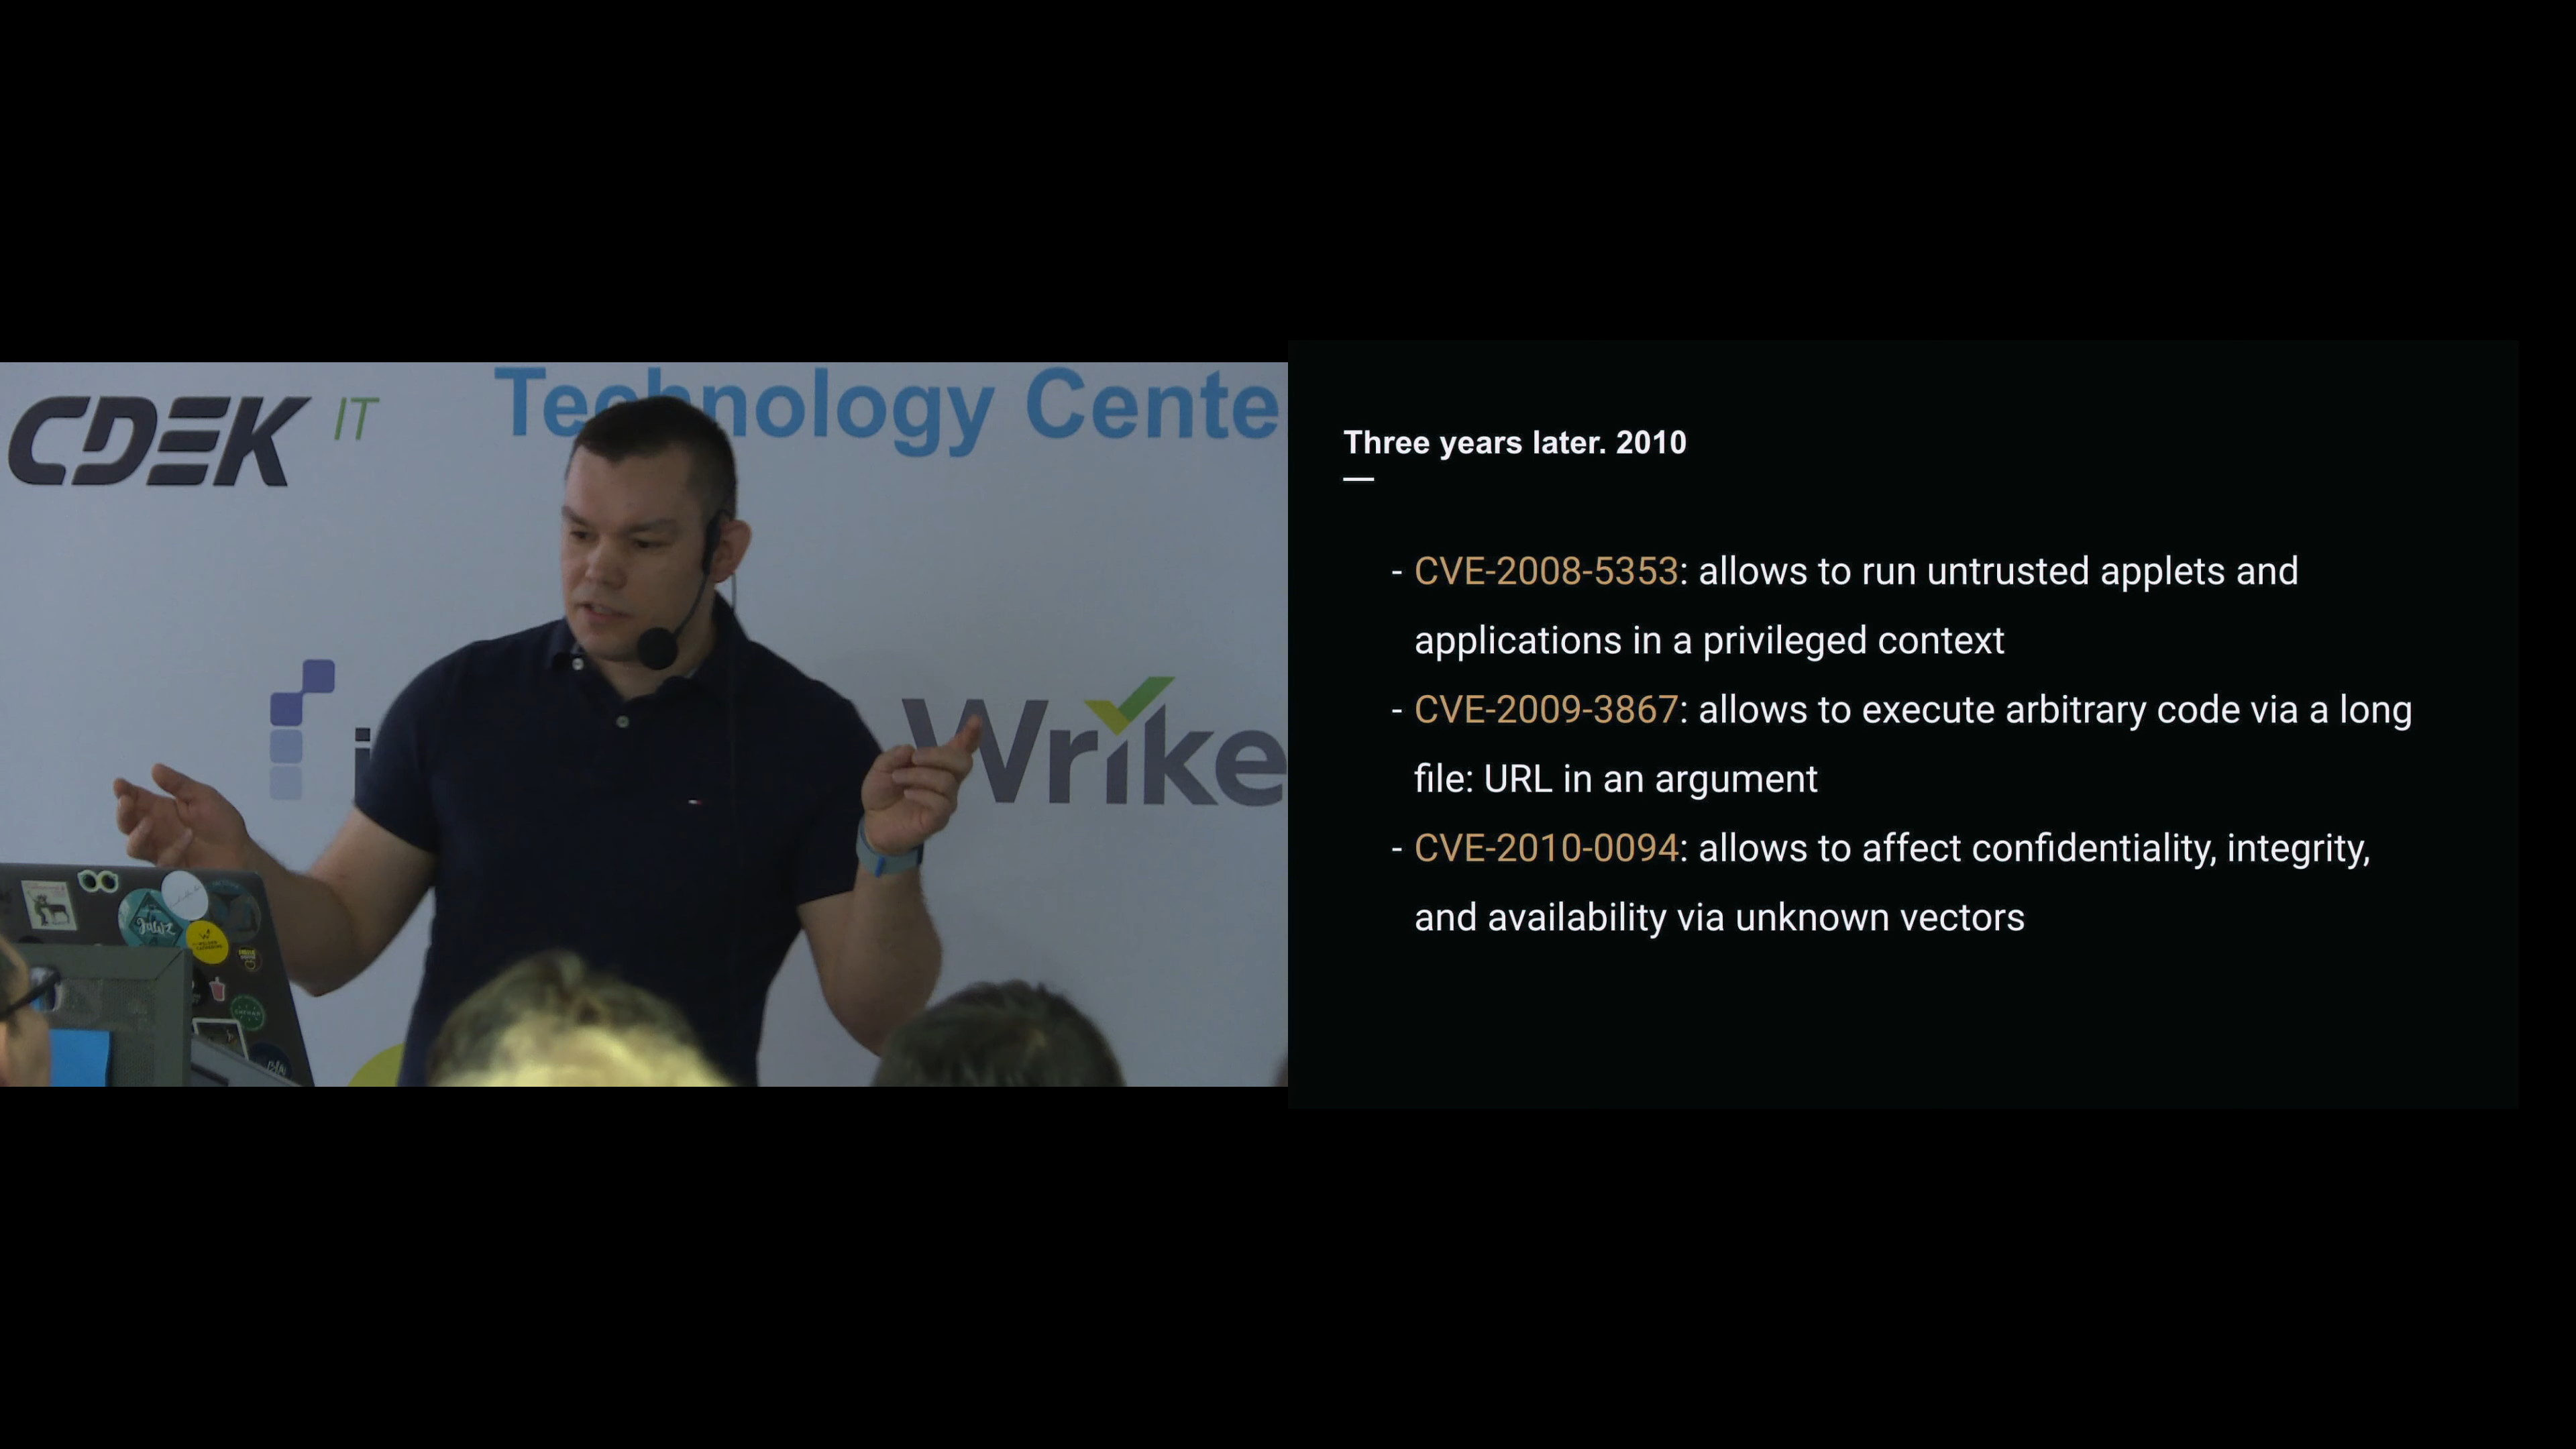 CDEK IT
Technology Cente
Wrike
Three years later. 2010
- CVE-2008-5353: allows to run untrusted applets and
applications in a privileged context
- CVE-2009-3867: allows to execute arbitrary code via a long
file: URL in an argument
- CVE-2010-0094: allows to affect confidentiality, integrity,
and availability via unknown vectors